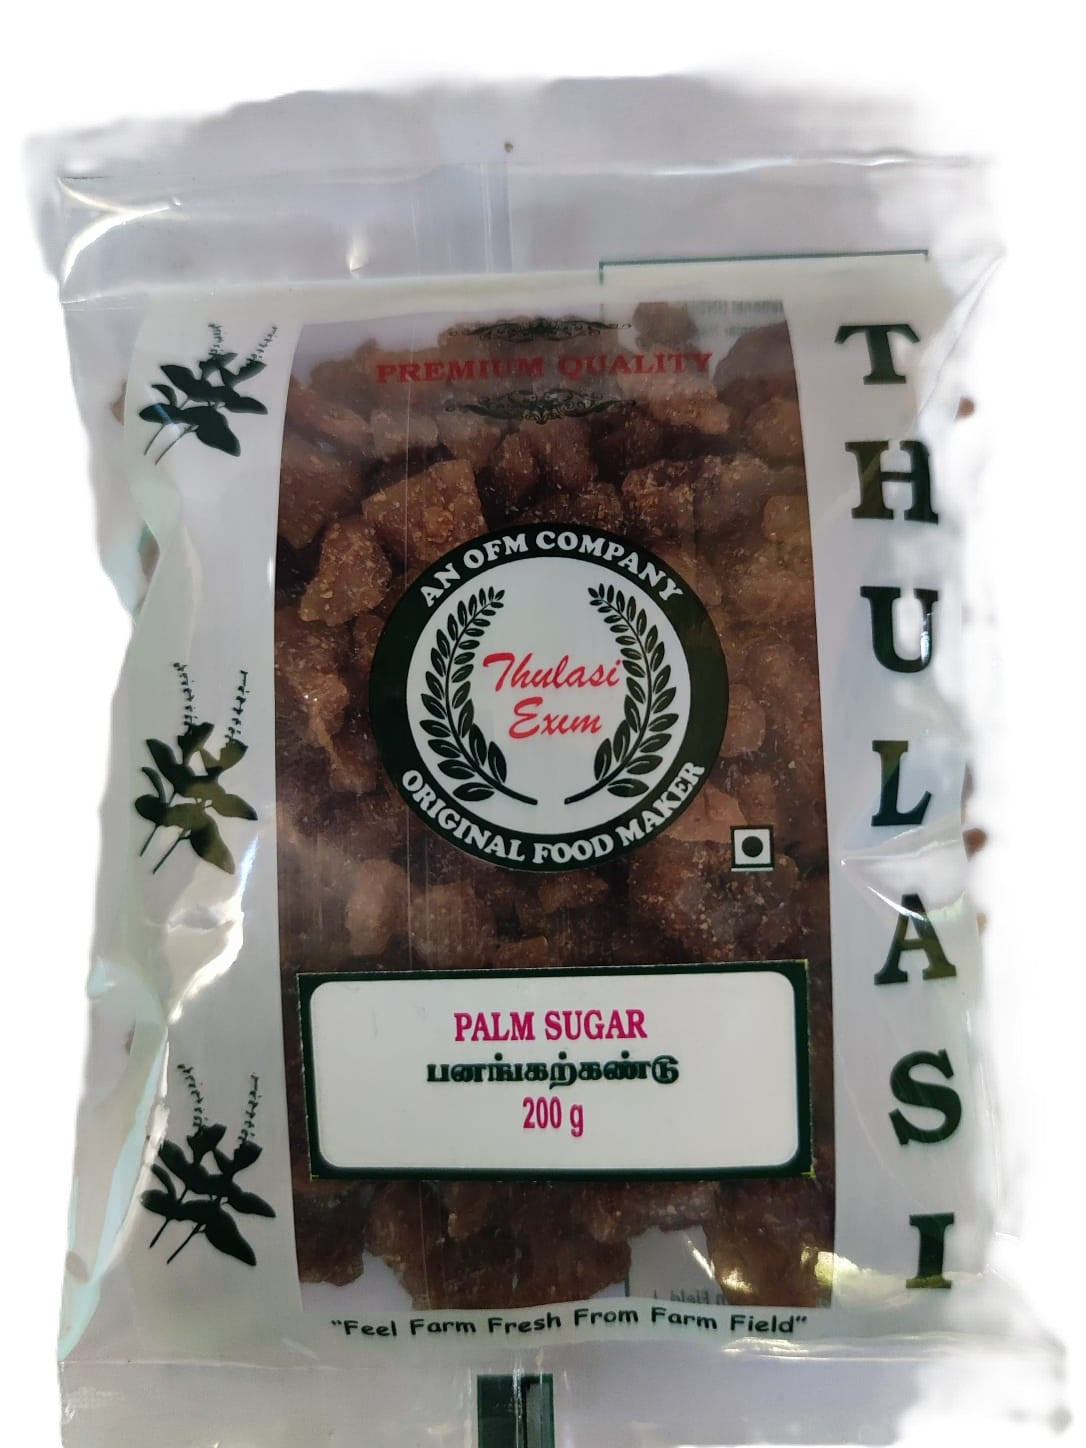 PREMIUM QUALITY
AN OFM COMPANY
Thulasi
Exim
ORIGINAL FOOD MAKER
THULASI
PALM SUGAR
பனங்கற்கண்டு
200 g
"Feel Farm Fresh From Farm Field"